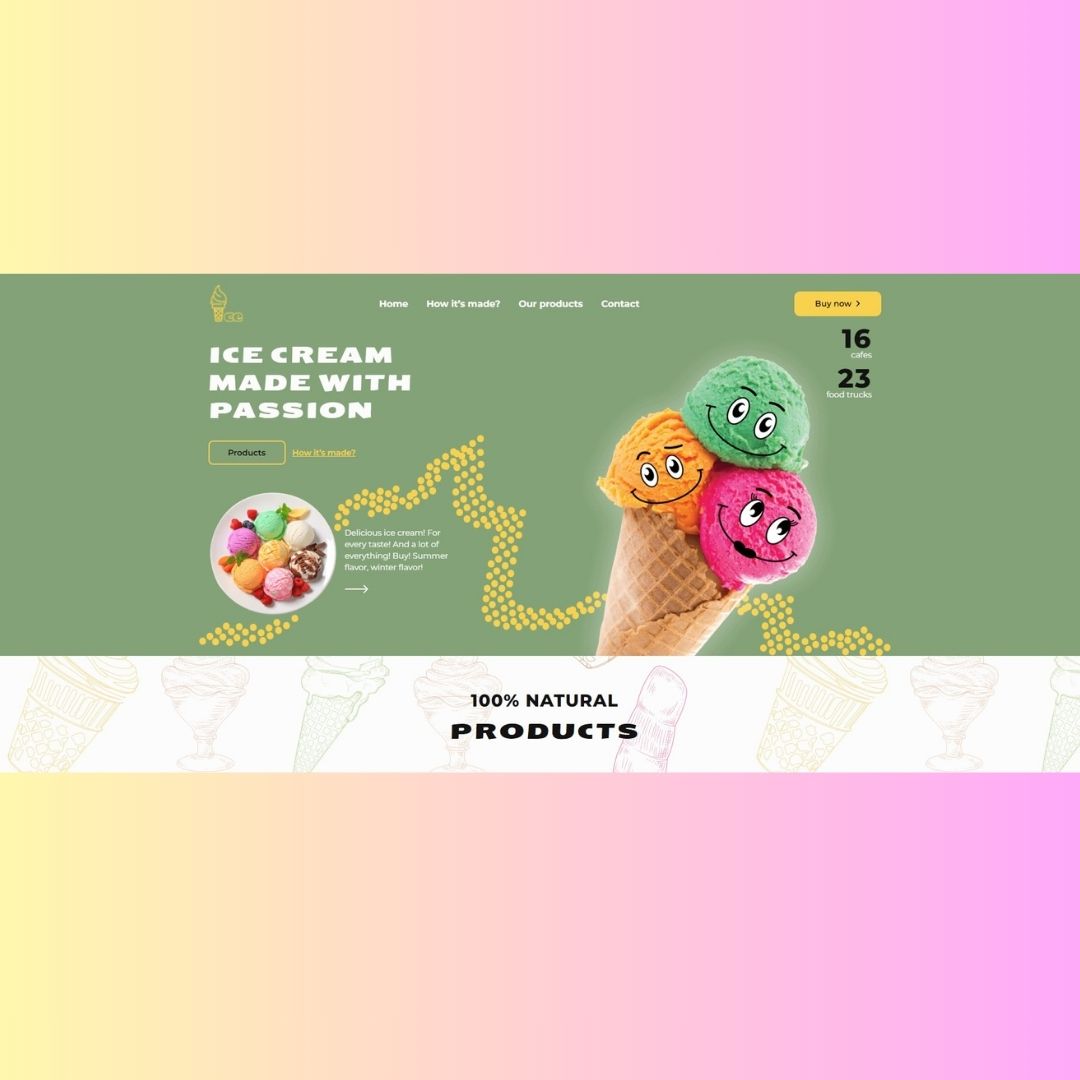 ce
Home
How it's made?
Our products
Contact
Buy now
16
cafes
23
food trucks
ICE CREAM
MADE WITH
PASSION
Products
How it's made?
Delicious ice cream! For
every taste! And a lot of
everything! Buy! Summer
flavor, winter flavor!
100% NATURAL
PRODUCTS